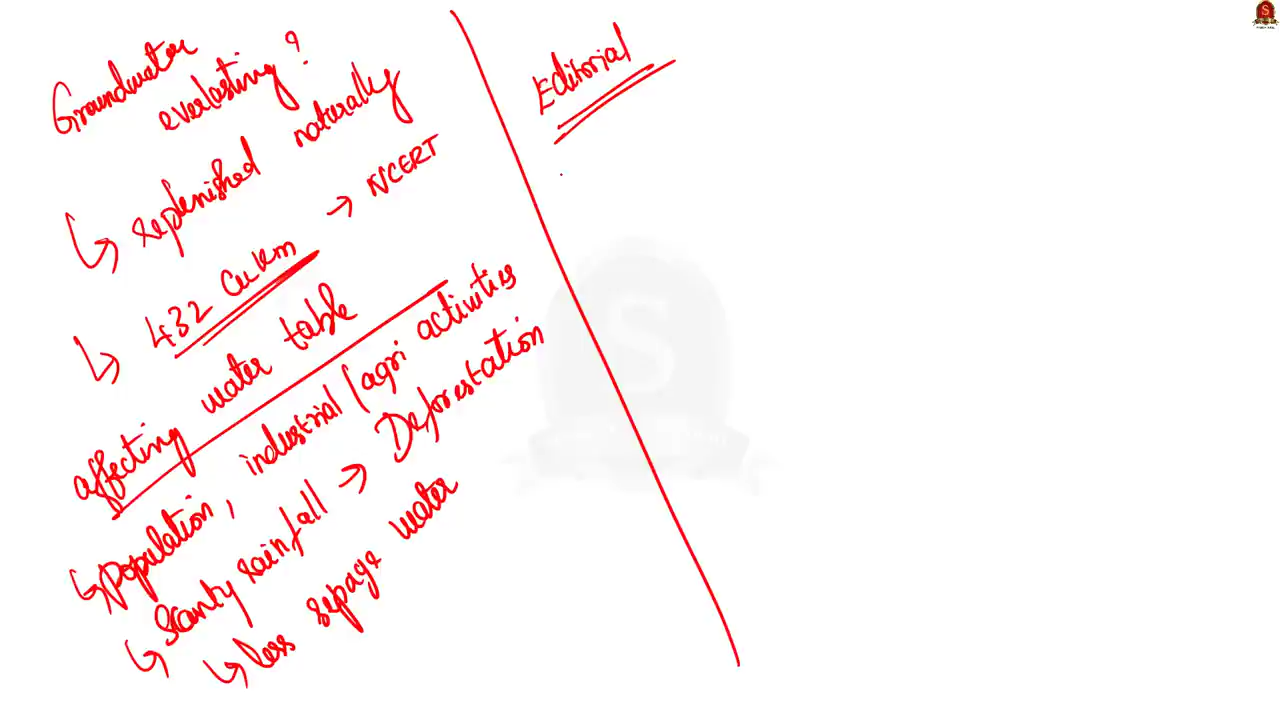 Groundwater
everlasting?
↳ replenished naturally
↳ 432 Cu Km → NCERT
affecting water table
↳ population, industrial/agri activities
↳ Scanty rainfall → Deforestation
↳ less sepage water
Editorial
S